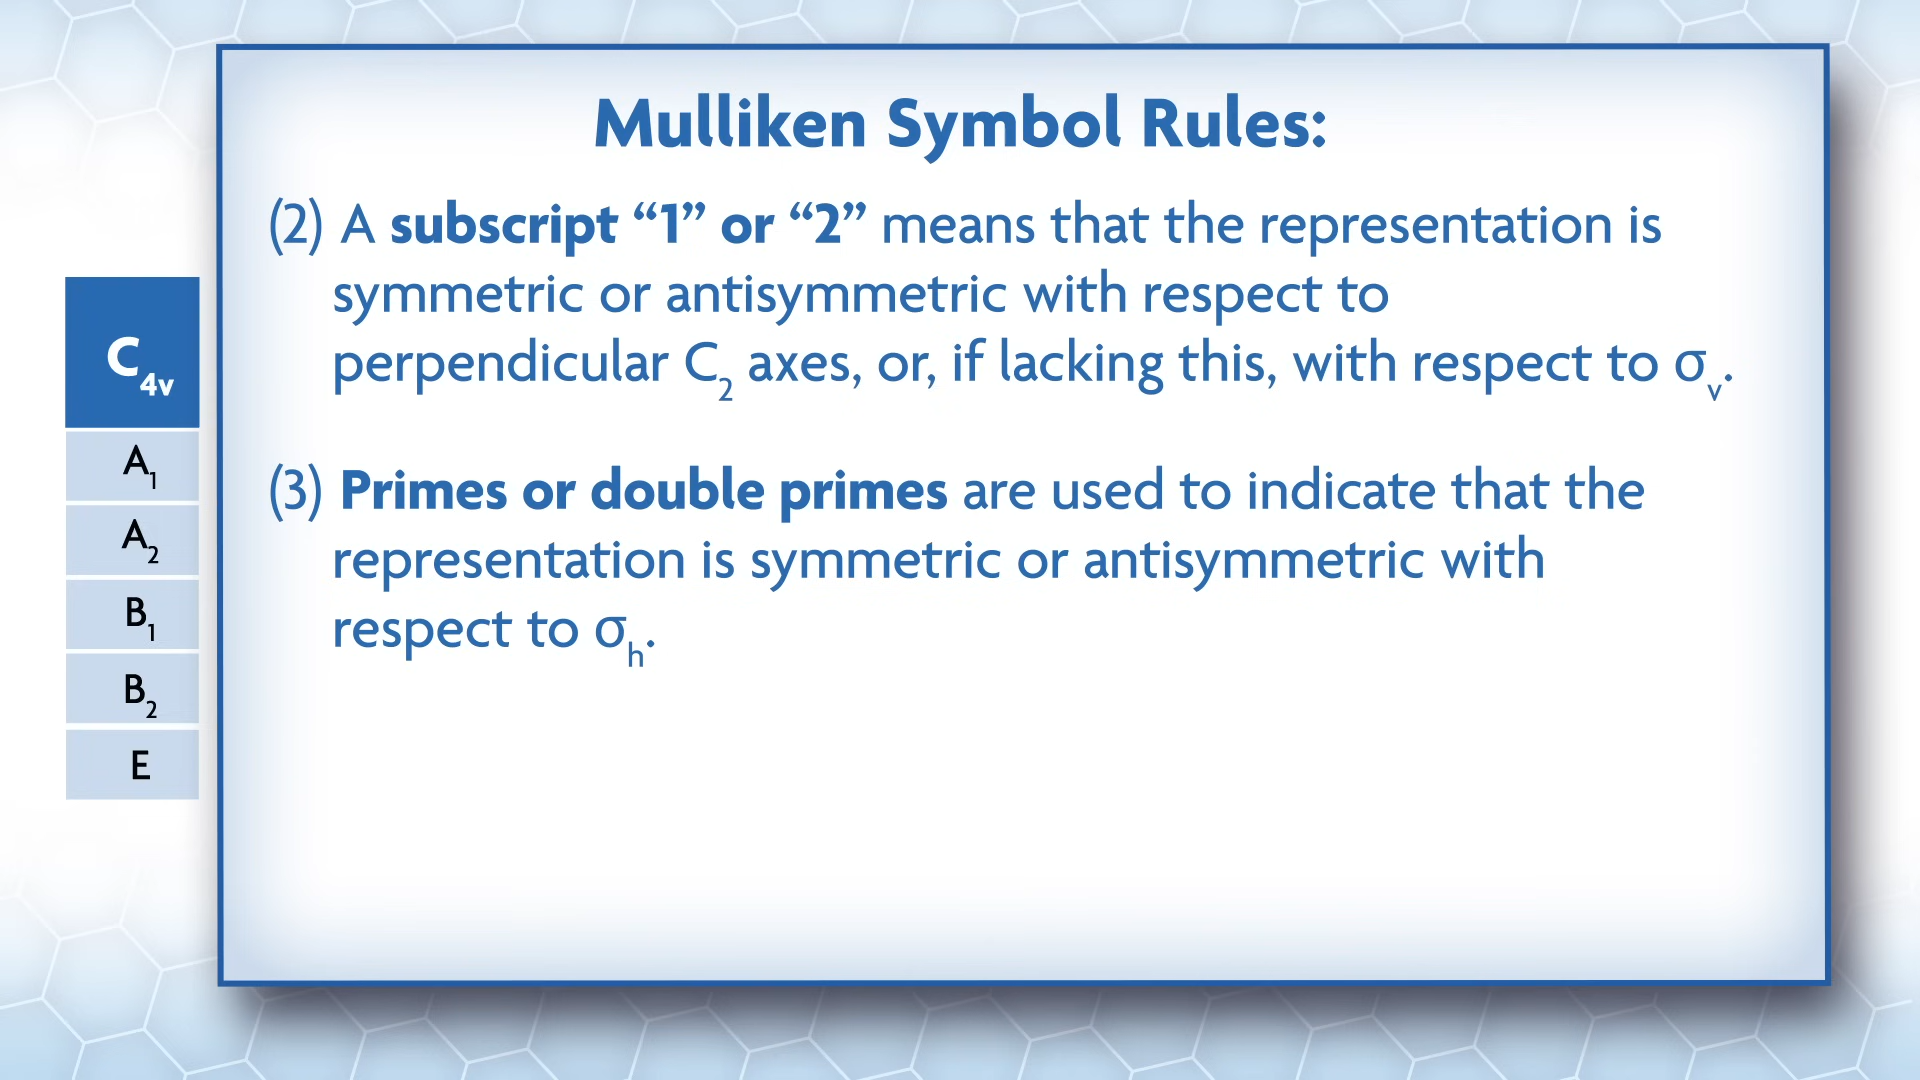 Mulliken Symbol Rules:
(2) A subscript “1” or “2” means that the representation is
symmetric or antisymmetric with respect to
perpendicular C₂ axes, or, if lacking this, with respect to σᵥ.
(3) Primes or double primes are used to indicate that the
representation is symmetric or antisymmetric with
respect to σₕ.
C₄ᵥ
A₁
A₂
B₁
B₂
E